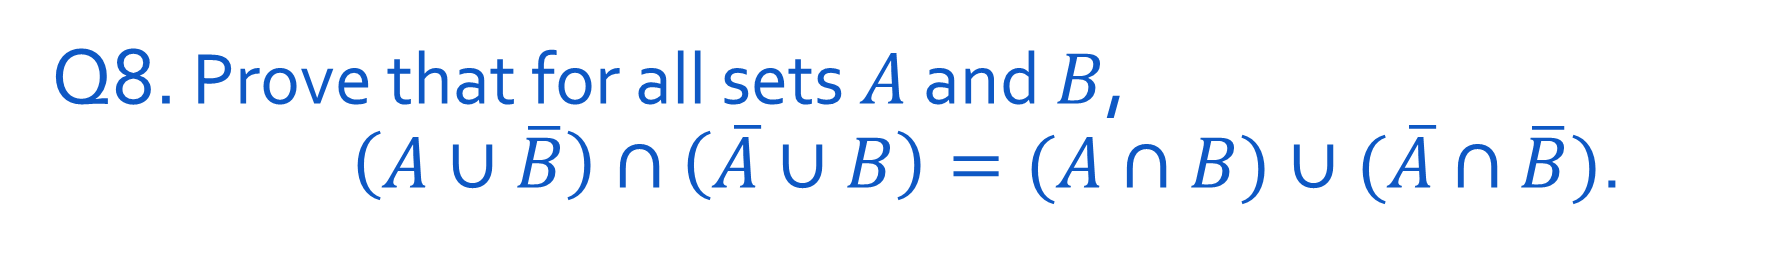 Q8. Prove that for all sets A and B,
(A ∪ B̅) ∩ (A̅ ∪ B) = (A ∩ B) ∪ (A̅ ∩ B̅).